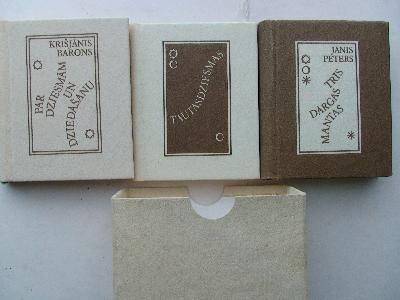 KRIŠJĀNIS
BARONS
PAR
DZIESMĀM
UN
DZIEDĀŠANU
TAUTASDZIESMAS
JĀNIS
PETERS
TRĪS
DĀRGAS
MANTAS